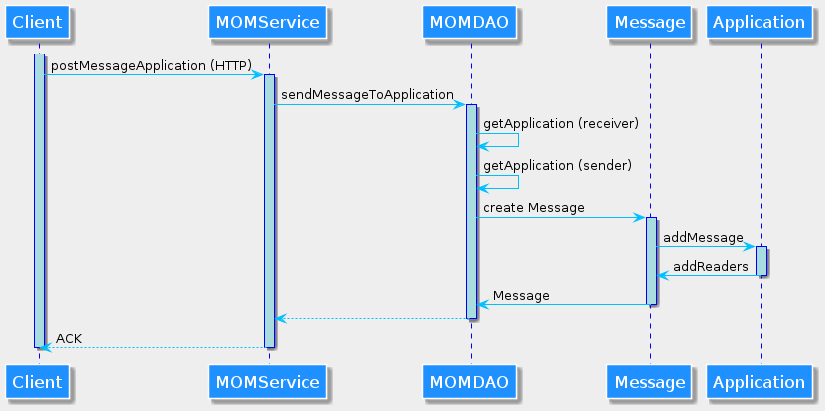 Client MOMService MOMDAO Message Application
postMessageApplication (HTTP)
sendMessageToApplication
getApplication (receiver)
getApplication (sender)
create Message
addMessage
addReaders
Message
ACK
Client MOMService MOMDAO Message Application